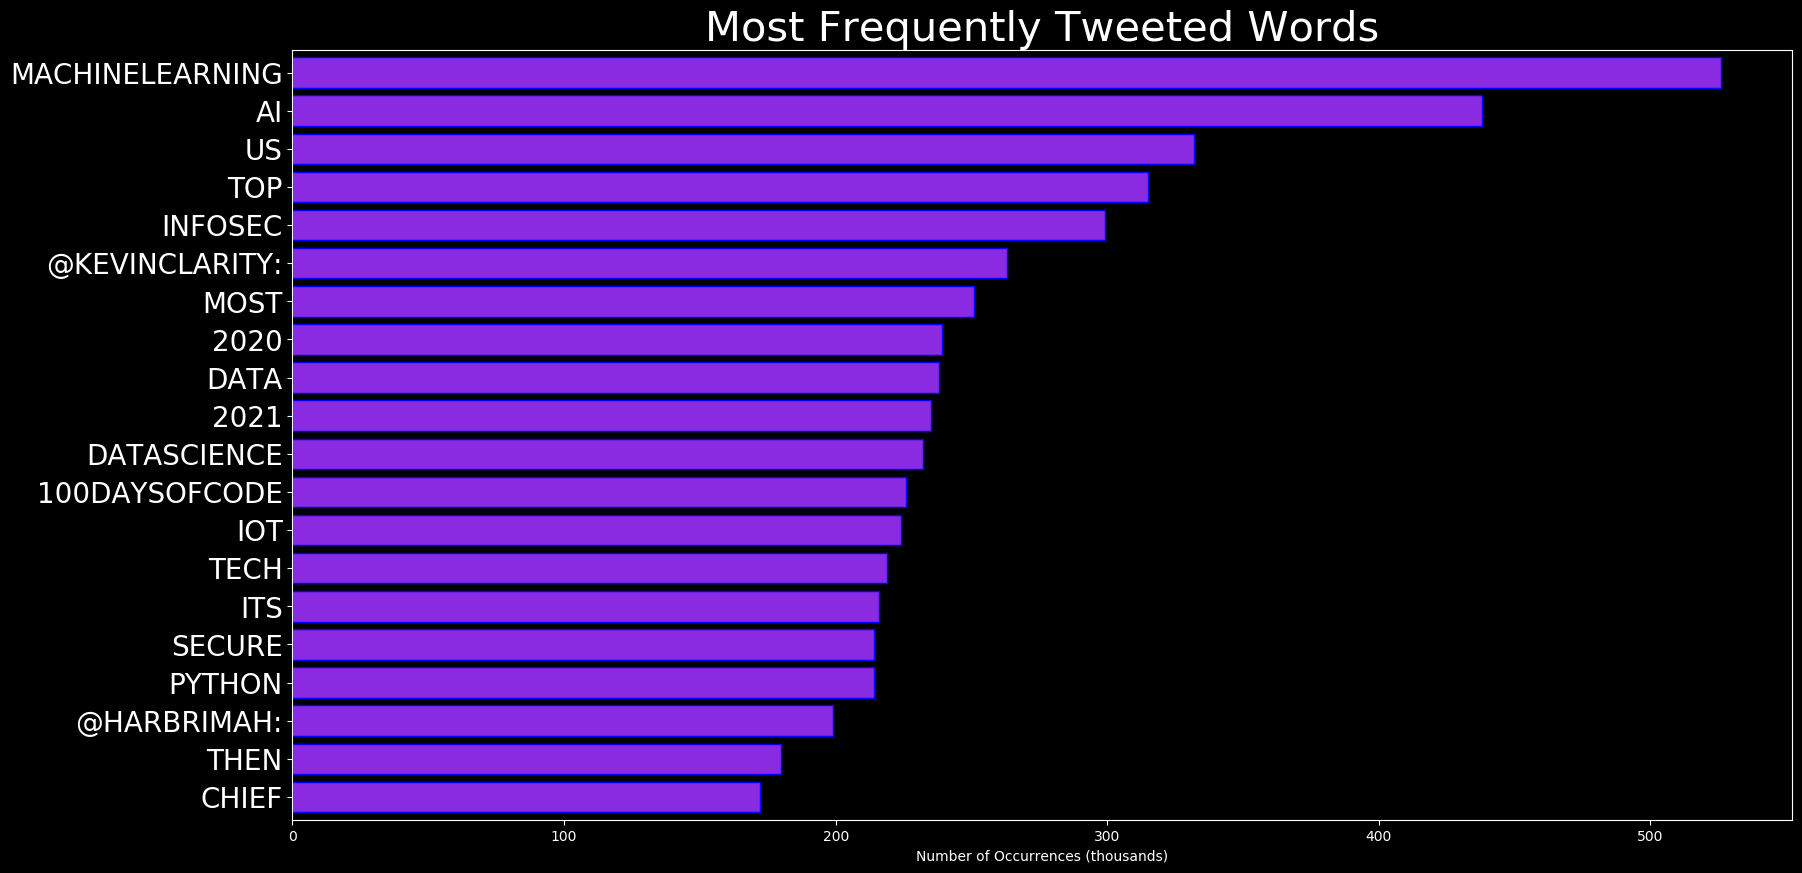 Most Frequently Tweeted Words
MACHINELEARNING
AI
US
TOP
INFOSEC
@KEVINCLARITY:
MOST
2020
DATA
2021
DATASCIENCE
100DAYSOFCODE
IOT
TECH
ITS
SECURE
PYTHON
@HARBRIMAH:
THEN
CHIEF
0 100 200 300 400 500
Number of Occurrences (thousands)